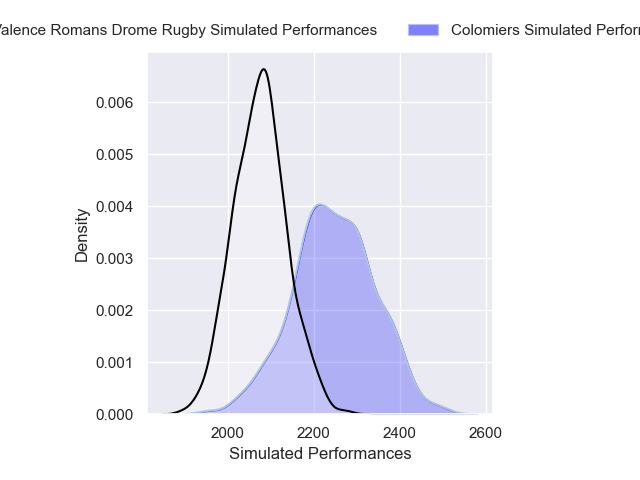 Valence Romans Drome Rugby Simulated Performances
Colomiers Simulated Perfor
0.006
0.005
0.004
0.003
0.002
0.001
0.000
Density
2000 2200 2400 2600
Simulated Performances